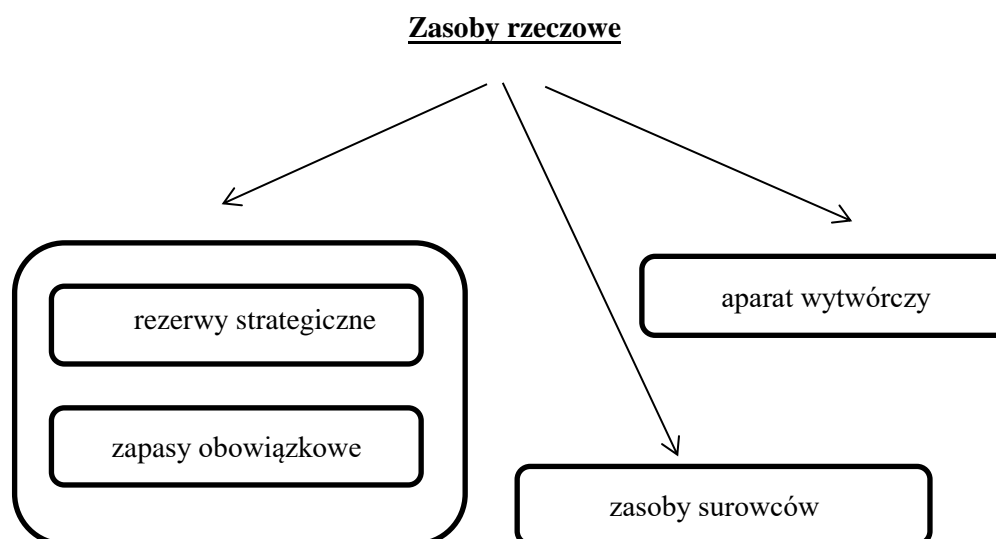 Zasoby rzeczowe
rezerwy strategiczne
aparat wytwórczy
zapasy obowiązkowe
zasoby surowców